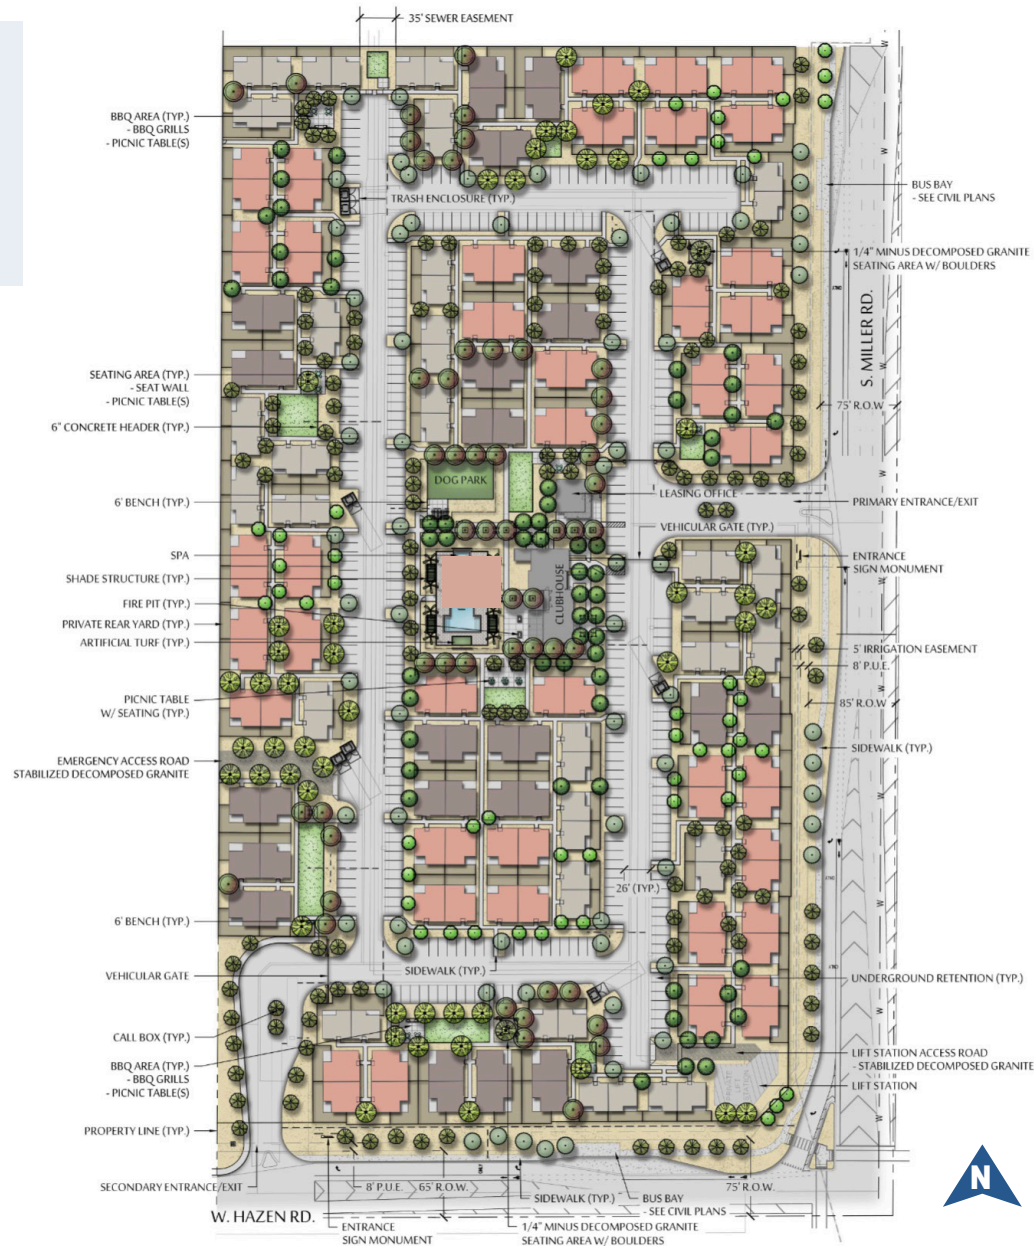 35' SEWER EASEMENT
BBQ AREA (TYP.)
- BBQ GRILLS
- PICNIC TABLE(S)
TRASH ENCLOSURE (TYP.)
BUS BAY
- SEE CIVIL PLANS
1/4" MINUS DECOMPOSED GRANITE
SEATING AREA W/ BOULDERS
S. MILLER RD.
SEATING AREA (TYP.)
- SEAT WALL
- PICNIC TABLE(S)
75' R.O.W
6" CONCRETE HEADER (TYP.)
DOG PARK
6' BENCH (TYP.)
LEASING OFFICE
PRIMARY ENTRANCE/EXIT
VEHICULAR GATE (TYP.)
SPA
ENTRANCE
SIGN MONUMENT
SHADE STRUCTURE (TYP.)
CLUBHOUSE
FIRE PIT (TYP.)
PRIVATE REAR YARD (TYP.)
ARTIFICIAL TURF (TYP.)
5' IRRIGATION EASEMENT
8' P.U.E.
PICNIC TABLE
W/ SEATING (TYP.)
85' R.O.W
SIDEWALK (TYP.)
EMERGENCY ACCESS ROAD
STABILIZED DECOMPOSED GRANITE
26' (TYP.)
6' BENCH (TYP.)
SIDEWALK (TYP.)
VEHICULAR GATE
UNDERGROUND RETENTION (TYP.)
CALL BOX (TYP.)
BBQ AREA (TYP.)
- BBQ GRILLS
- PICNIC TABLE(S)
LIFT STATION ACCESS ROAD
- STABILIZED DECOMPOSED GRANITE
LIFT STATION
PROPERTY LINE (TYP.)
SECONDARY ENTRANCE/EXIT
8' P.U.E.
65' R.O.W.
75' R.O.W.
SIDEWALK (TYP.)
BUS BAY
- SEE CIVIL PLANS
W. HAZEN RD.
ENTRANCE
SIGN MONUMENT
1/4" MINUS DECOMPOSED GRANITE
SEATING AREA W/ BOULDERS
N